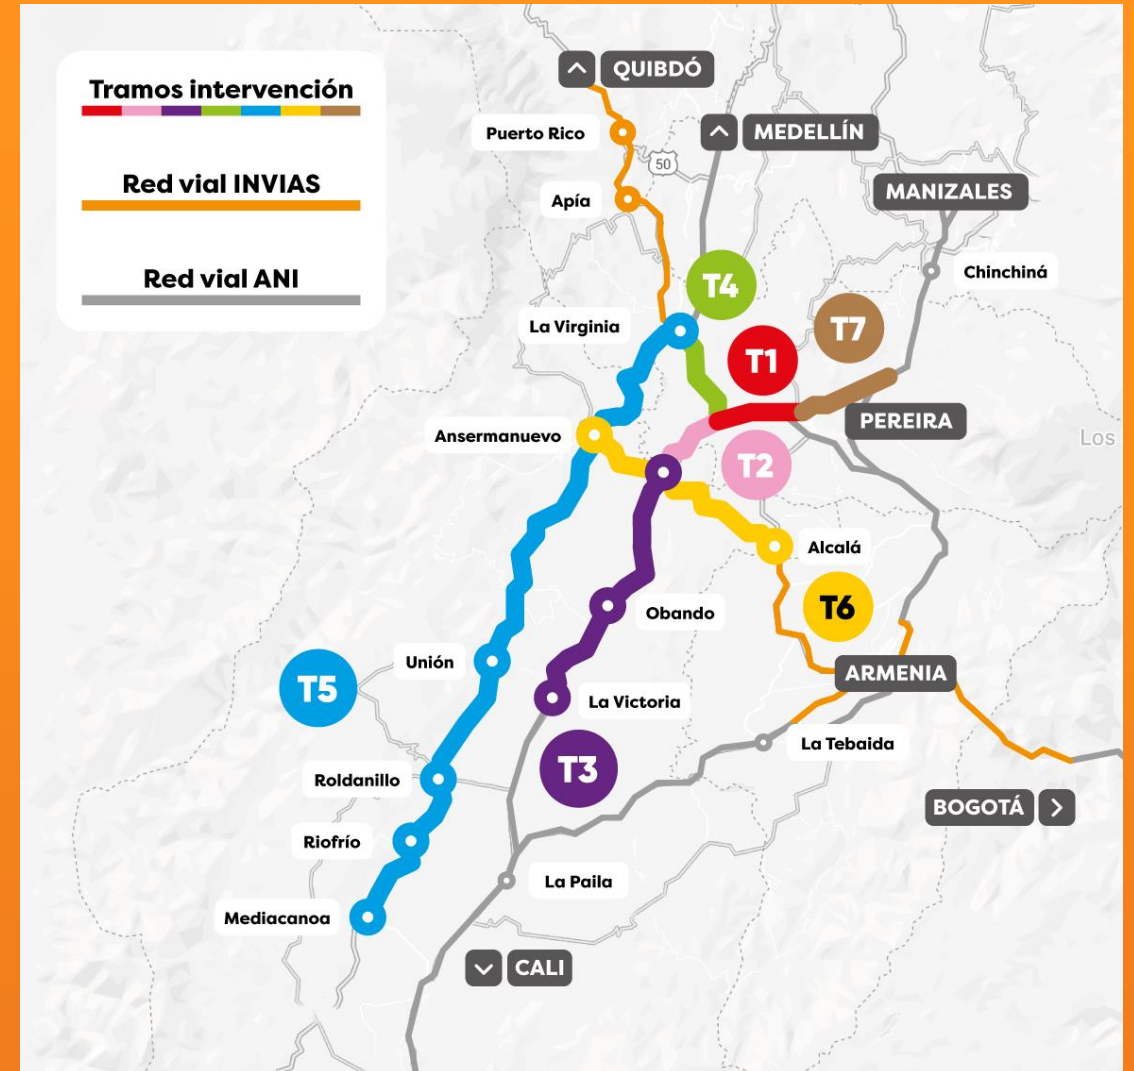 Tramos intervención
Red vial INVIAS
Red vial ANI
QUIBDÓ
Puerto Rico
MEDELLÍN
50
MANIZALES
Apía
Chinchiná
T4
La Virginia
T7
T1
PEREIRA
Ansermanuevo
Los
T2
Alcalá
T6
Obando
Unión
ARMENIA
T5
La Victoria
La Tebaida
T3
Roldanillo
BOGOTÁ
Riofrío
La Paila
Mediacanoa
CALI